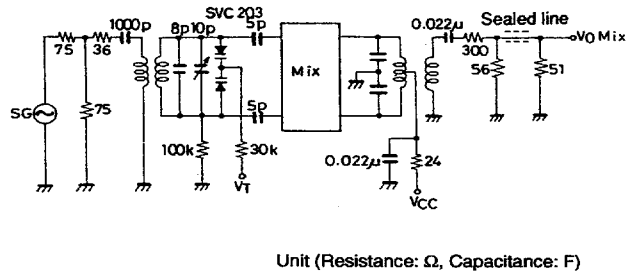 SVC 203
1000p
8p
10p
5p
0.022μ
Sealed line
75
36
300
VO Mix
Mix
56
51
SG
75
5p
100k
30k
0.022μ
24
VT
VCC
Unit (Resistance: Ω, Capacitance: F)